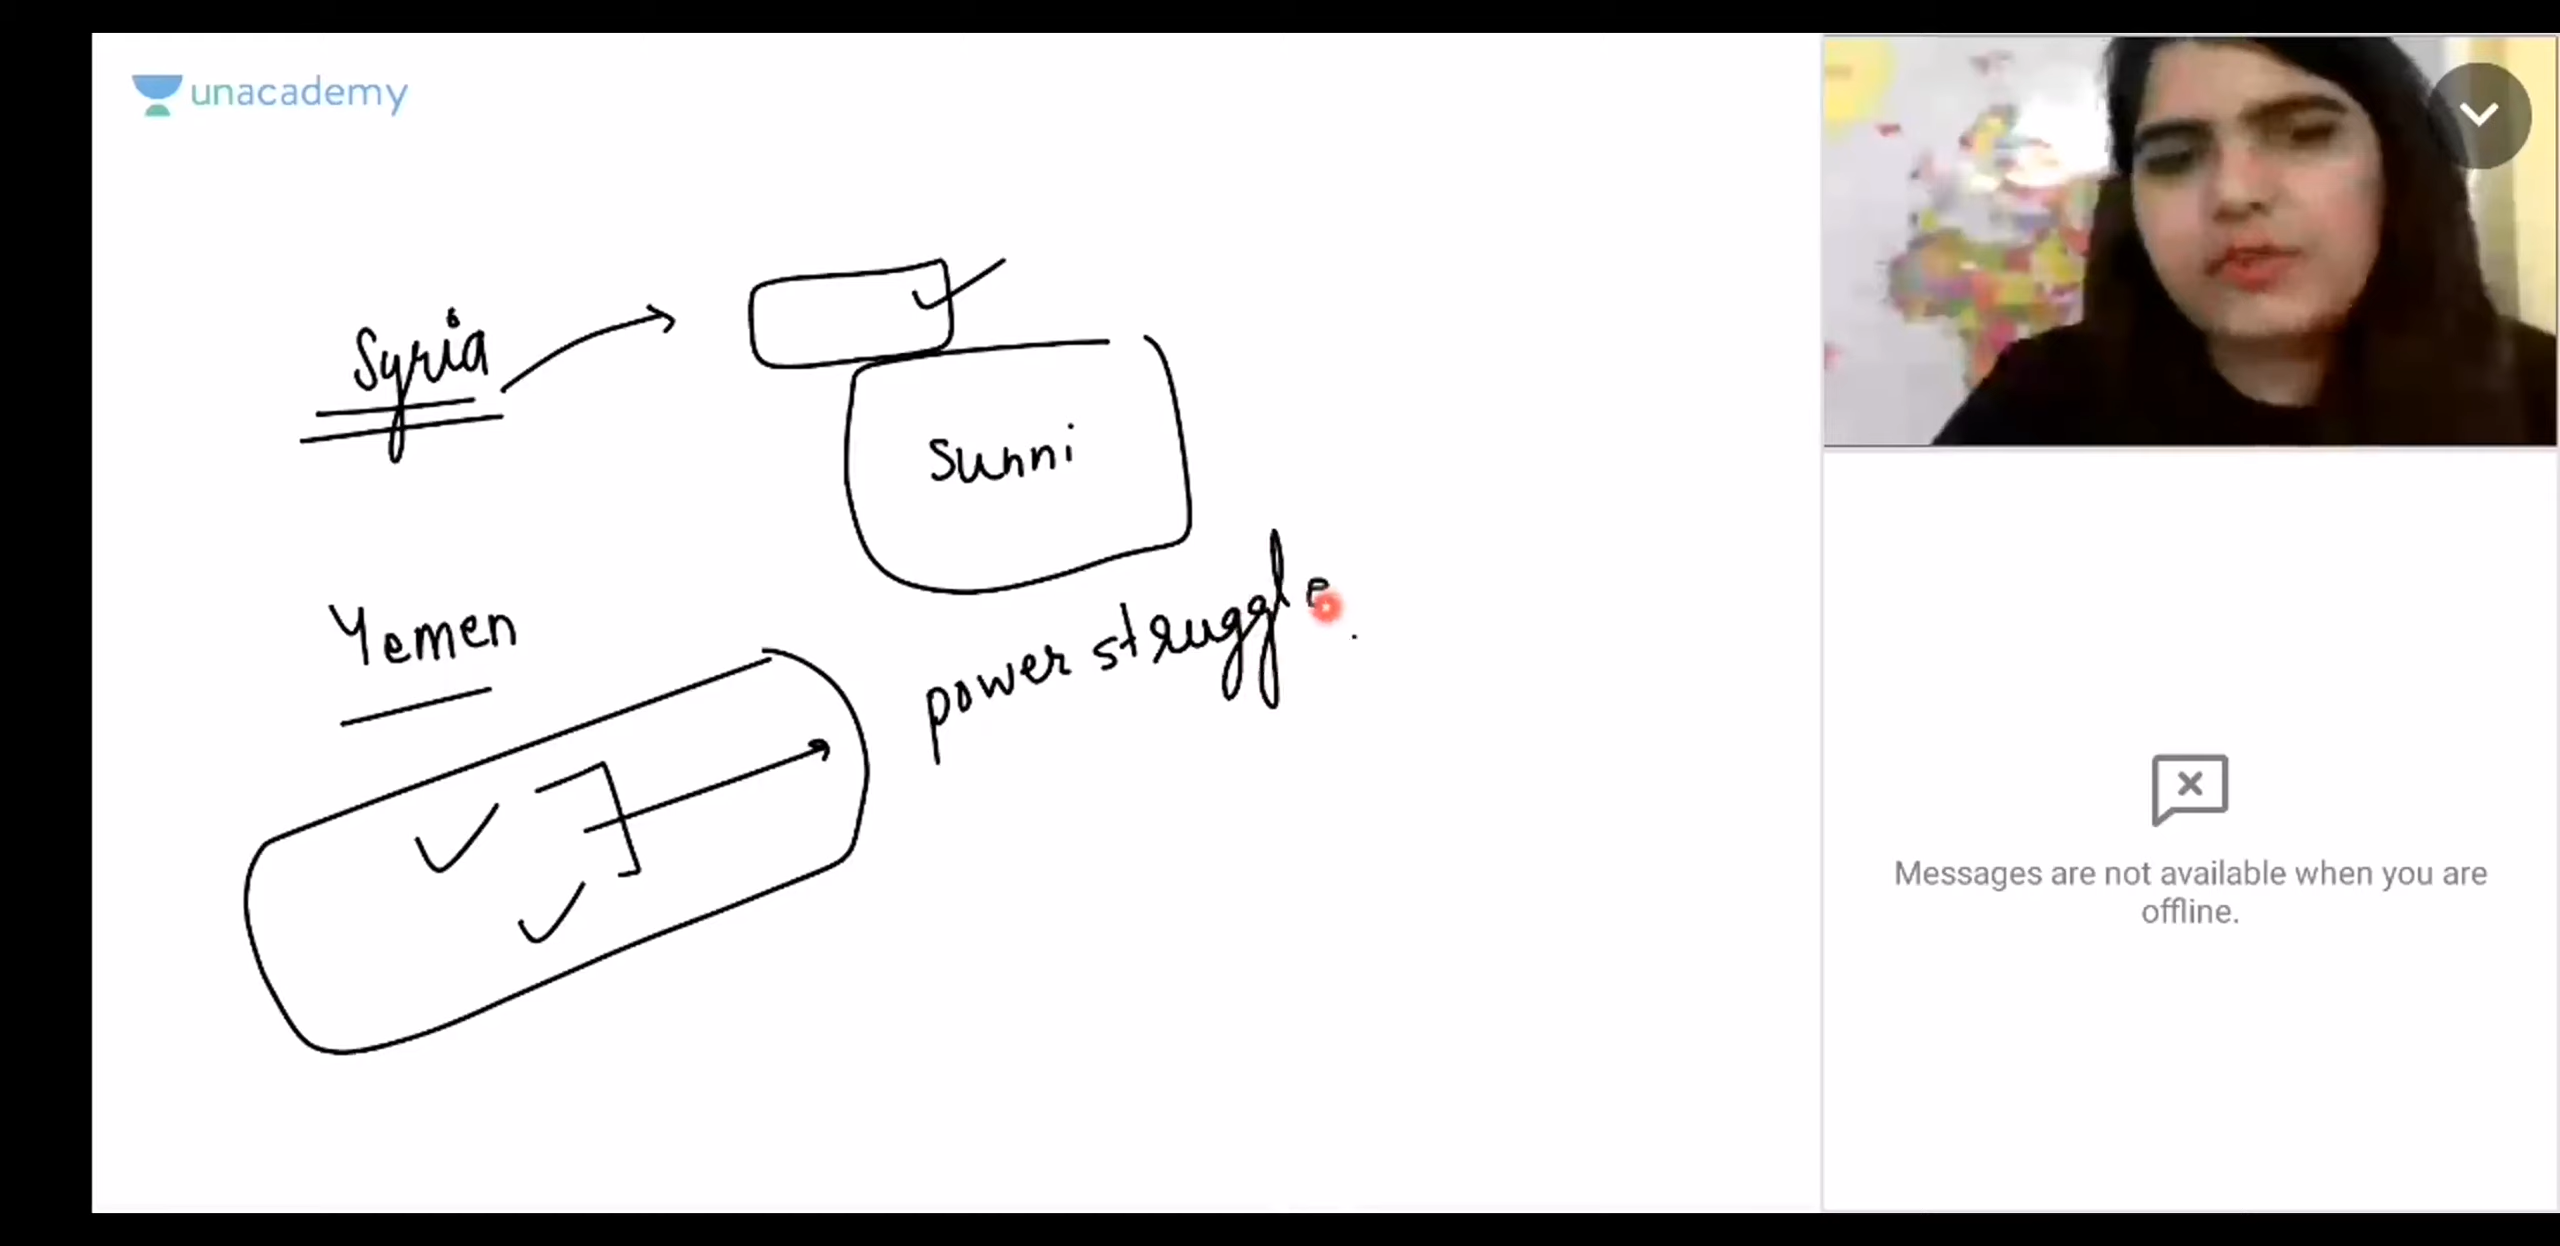 unacademy
Syria
Sunni
Yemen
power struggle.
Messages are not available when you are
offline.